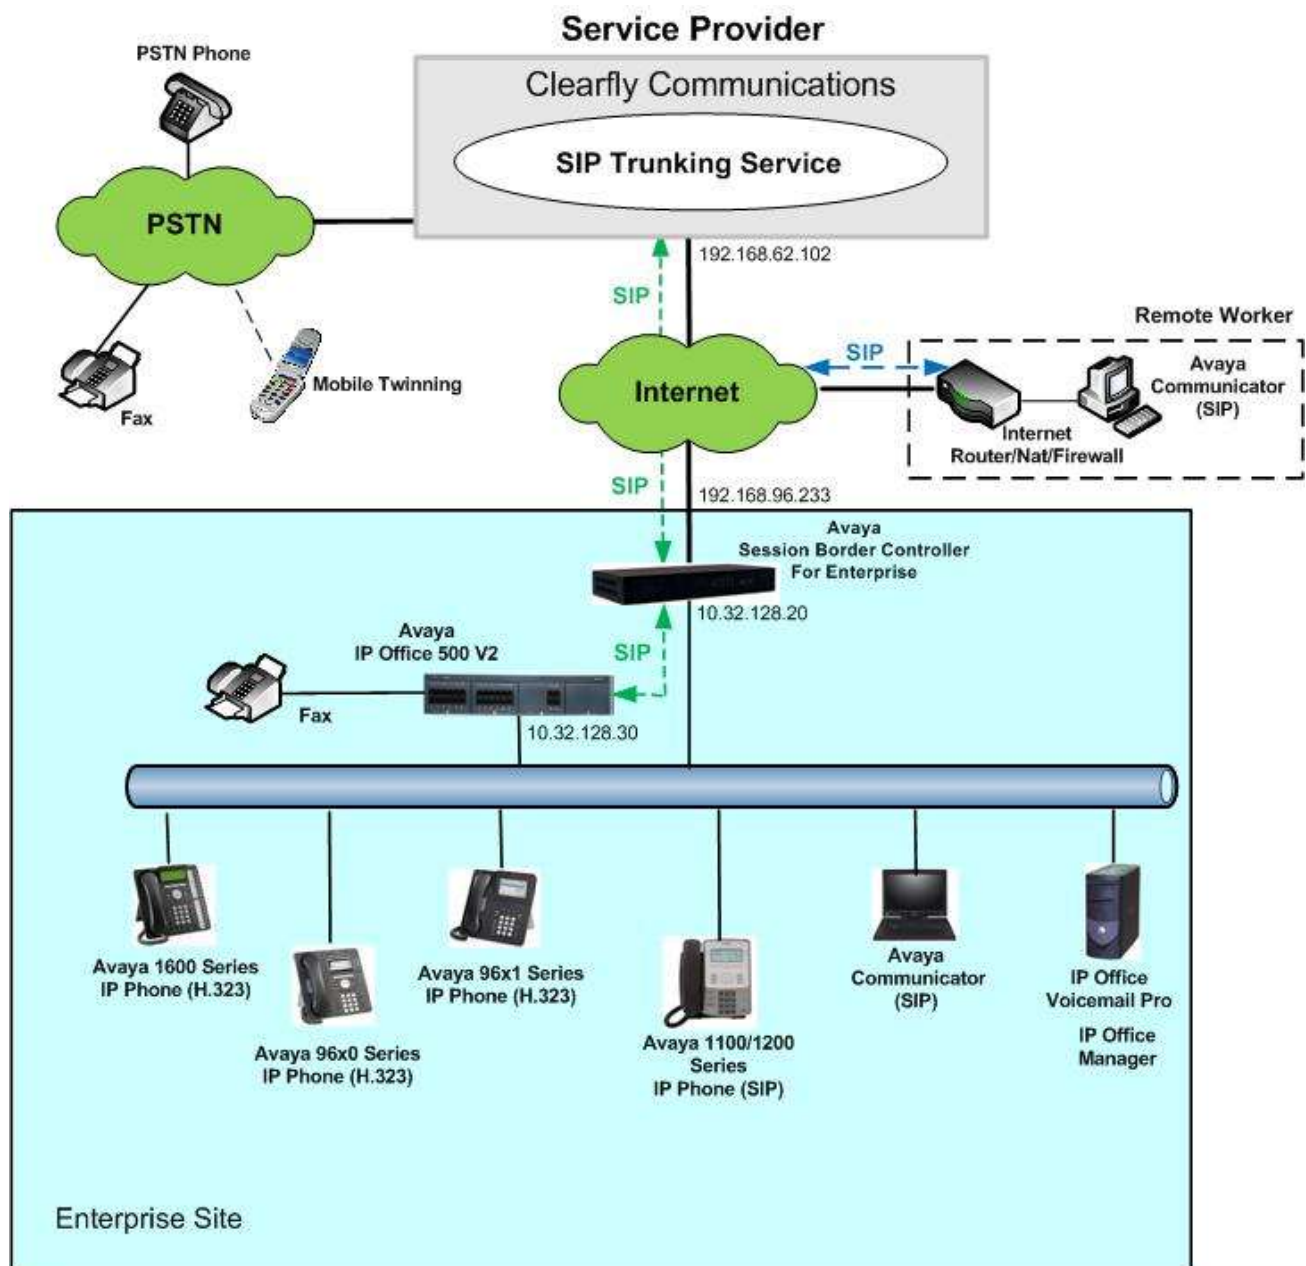 Service Provider
PSTN Phone
Clearfly Communications
SIP Trunking Service
PSTN
192.168.62.102
SIP
Remote Worker
SIP
Avaya
Communicator
(SIP)
Internet
Mobile Twinning
Fax
Internet
Router/Nat/Firewall
SIP
192.168.96.233
Avaya
Session Border Controller
For Enterprise
10.32.128.20
Avaya
IP Office 500 V2
SIP
Fax
10.32.128.30
Avaya 1600 Series
IP Phone (H.323)
Avaya 96x0 Series
IP Phone (H.323)
Avaya 96x1 Series
IP Phone (H.323)
Avaya 1100/1200
Series
IP Phone (SIP)
Avaya
Communicator
(SIP)
IP Office
Voicemail Pro
IP Office
Manager
Enterprise Site